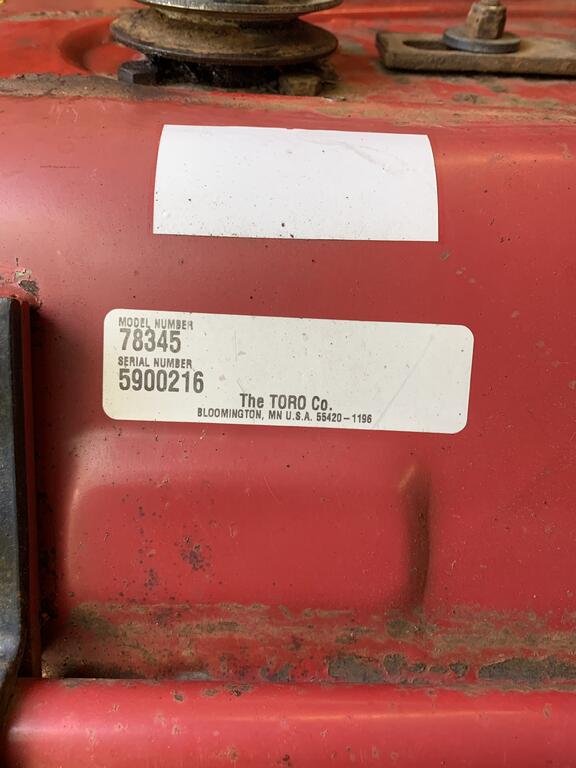 MODEL NUMBER
78345
SERIAL NUMBER
5900216
The TORO Co.
BLOOMINGTON, MN U.S.A. 55420-1196